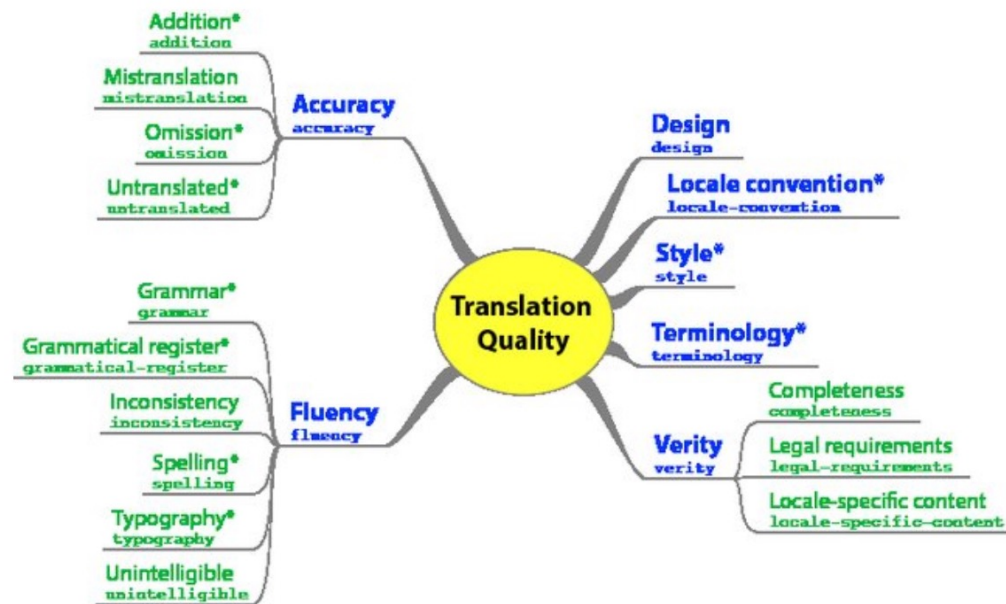 Addition*
addition
Mistranslation
mistranslation
Omission*
omission
Untranslated*
untranslated
Accuracy
accuracy
Grammar*
grammar
Grammatical register*
grammatical-register
Inconsistency
inconsistency
Spelling*
spelling
Typography*
typography
Unintelligible
unintelligible
Fluency
fluency
Translation
Quality
Design
design
Locale convention*
locale-convention
Style*
style
Terminology*
terminology
Verity
verity
Completeness
completeness
Legal requirements
legal-requirements
Locale-specific content
locale-specific-content